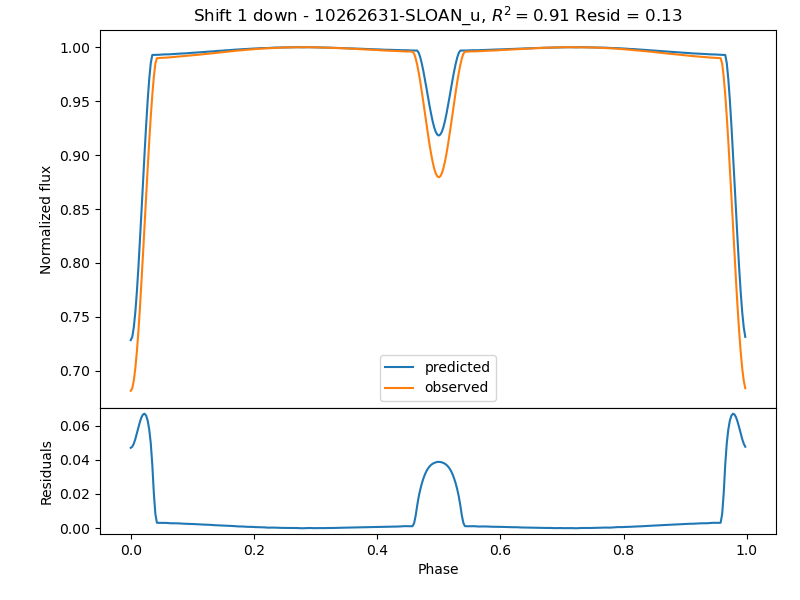 Shift 1 down - 10262631-SLOAN_u, R² = 0.91 Resid = 0.13
1.00
0.95
0.90
0.85
0.80
0.75
0.70
Normalized flux
predicted
observed
0.06
0.04
0.02
0.00
Residuals
0.0 0.2 0.4 0.6 0.8 1.0
Phase